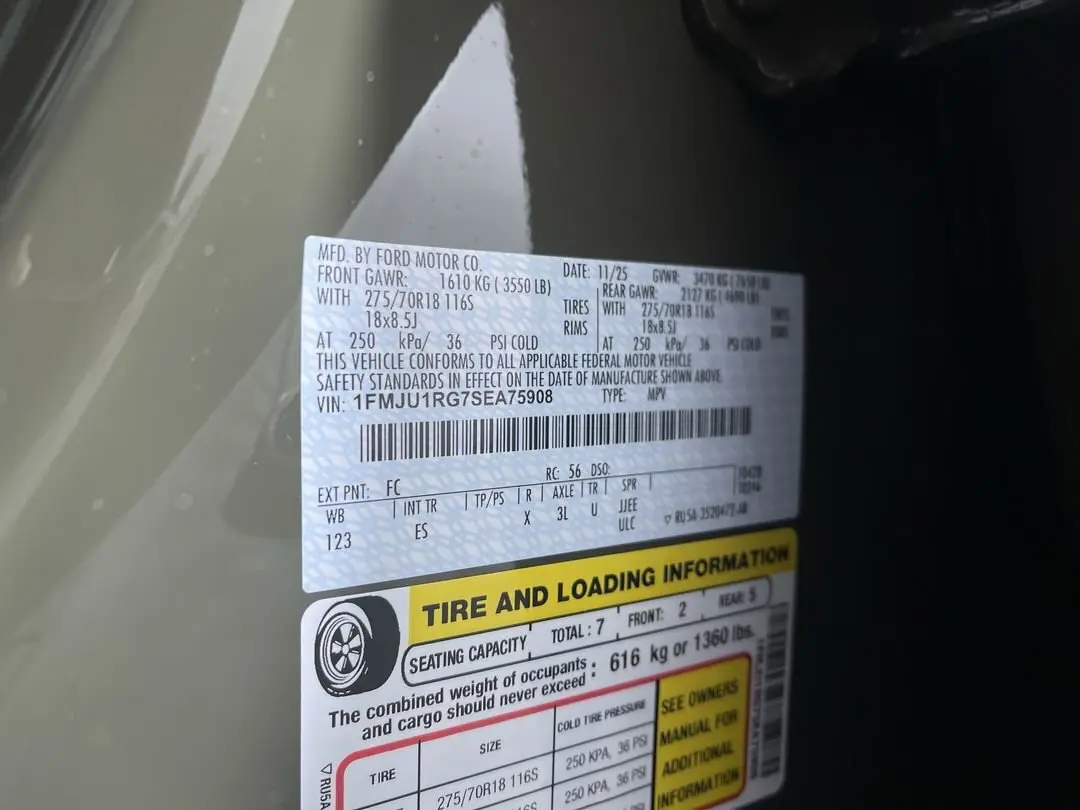 MFD. BY FORD MOTOR CO.
DATE: 11/25 GVWR: 3470 KG
FRONT GAWR: 1610 KG ( 3550 LB)
REAR GAWR: 2127 KG
WITH 275/70R18 116S TIRES WITH 275/70R18 116S
18x8.5J RIMS 18x8.5J
AT 250 kPa/ 36 PSI COLD AT 250 kPa/ 36 PSI COLD
THIS VEHICLE CONFORMS TO ALL APPLICABLE FEDERAL MOTOR VEHICLE
SAFETY STANDARDS IN EFFECT ON THE DATE OF MANUFACTURE SHOWN ABOVE.
VIN: 1FMJU1RG7SEA75908 TYPE: MPV
EXT PNT: FC RC: 56 DSO:
WB INT TR TP/PS R AXLE TR SPR
123 ES X 3L U JJEE
ULC
TIRE AND LOADING INFORMATION
SEATING CAPACITY TOTAL : 7 FRONT: 2 REAR: 5
The combined weight of occupants
and cargo should never exceed : 616 kg or 1360 lbs.
TIRE SIZE COLD TIRE PRESSURE
275/70R18 116S 250 KPA, 36 PSI
250 KPA, 36 PSI
SEE OWNERS
MANUAL FOR
ADDITIONAL
INFORMATION